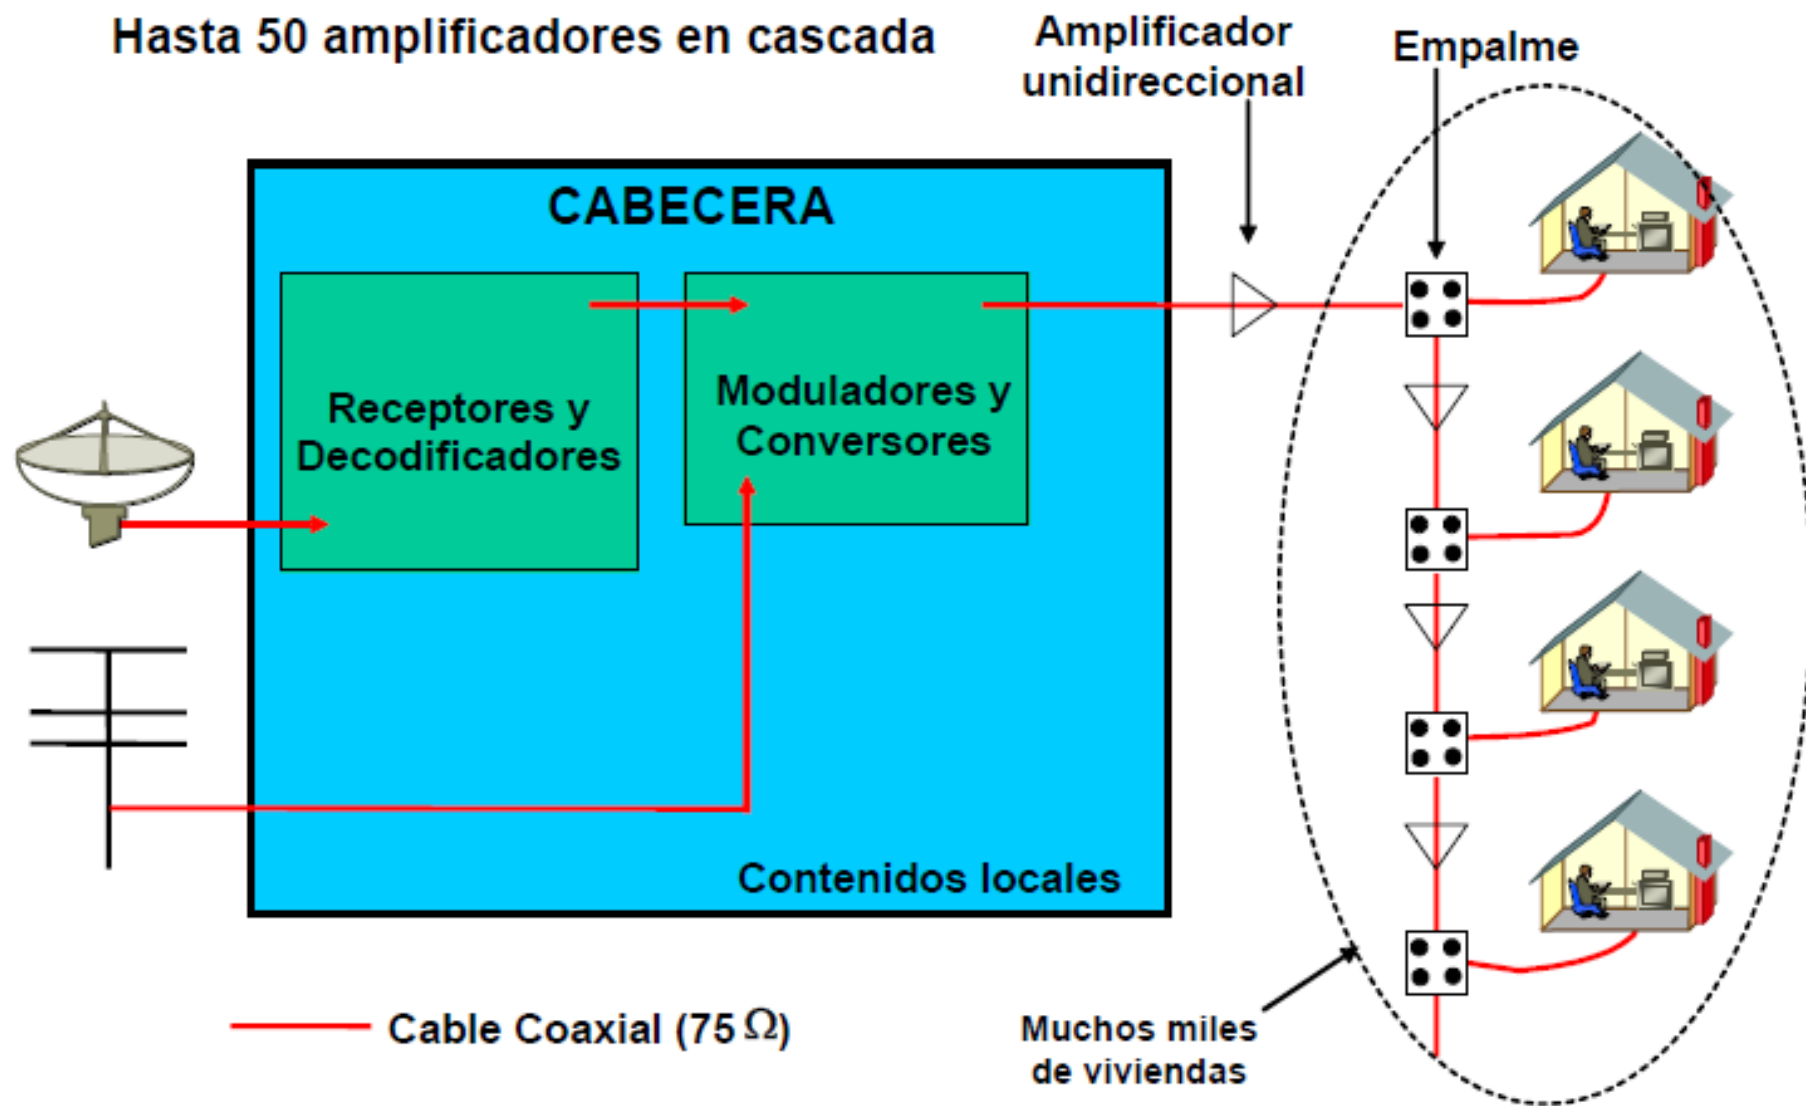 Hasta 50 amplificadores en cascada
Amplificador
unidireccional
Empalme
CABECERA
Receptores y
Decodificadores
Moduladores y
Conversores
Contenidos locales
Cable Coaxial (75 Ω)
Muchos miles
de viviendas